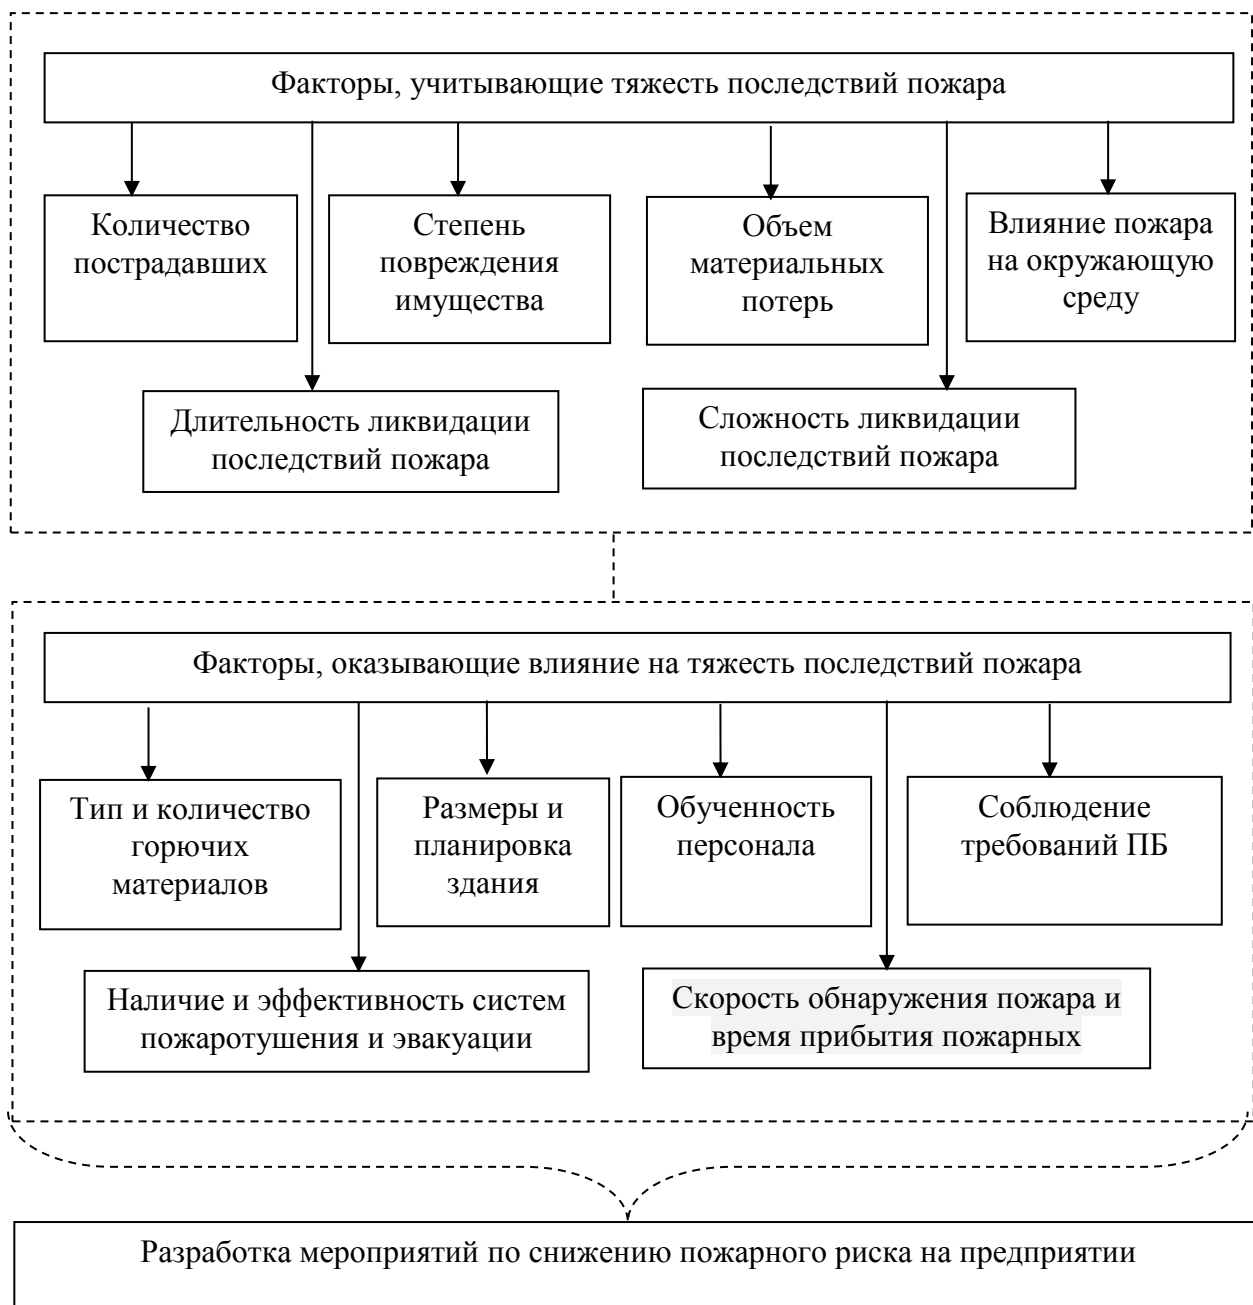 Факторы, учитывающие тяжесть последствий пожара
Количество
пострадавших
Степень
повреждения
имущества
Объем
материальных
потерь
Влияние пожара
на окружающую
среду
Длительность ликвидации
последствий пожара
Сложность ликвидации
последствий пожара
Факторы, оказывающие влияние на тяжесть последствий пожара
Тип и количество
горючих
материалов
Размеры и
планировка
здания
Обученность
персонала
Соблюдение
требований ПБ
Наличие и эффективность систем
пожаротушения и эвакуации
Скорость обнаружения пожара и
время прибытия пожарных
Разработка мероприятий по снижению пожарного риска на предприятии